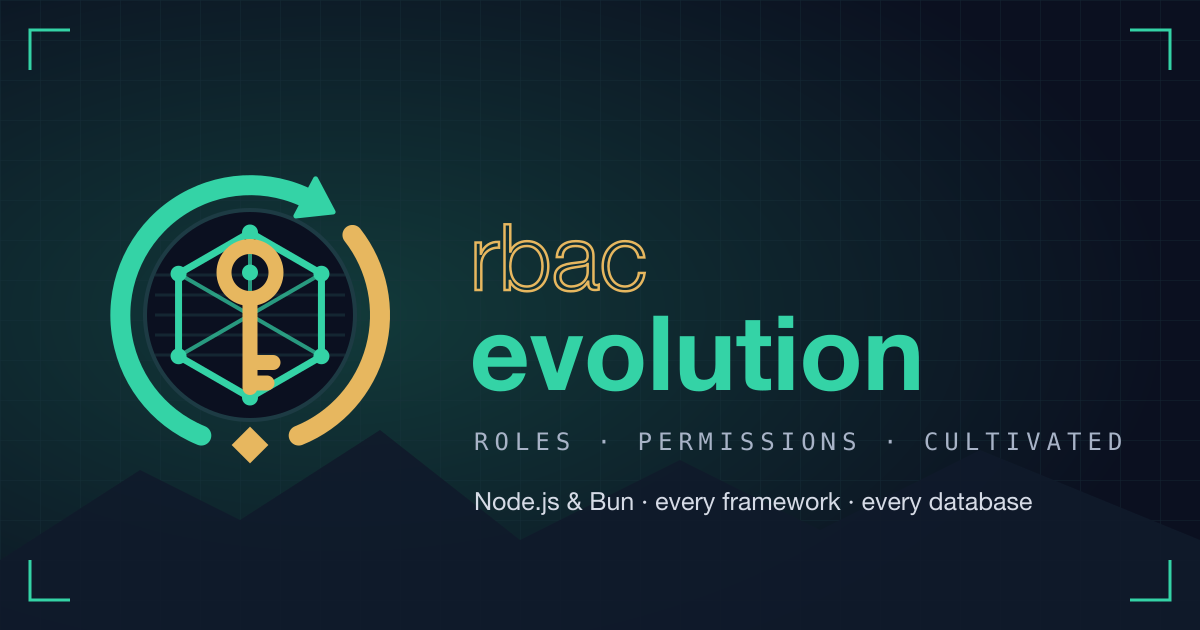 rbac
evolution
ROLES · PERMISSIONS · CULTIVATED
Node.js & Bun · every framework · every database